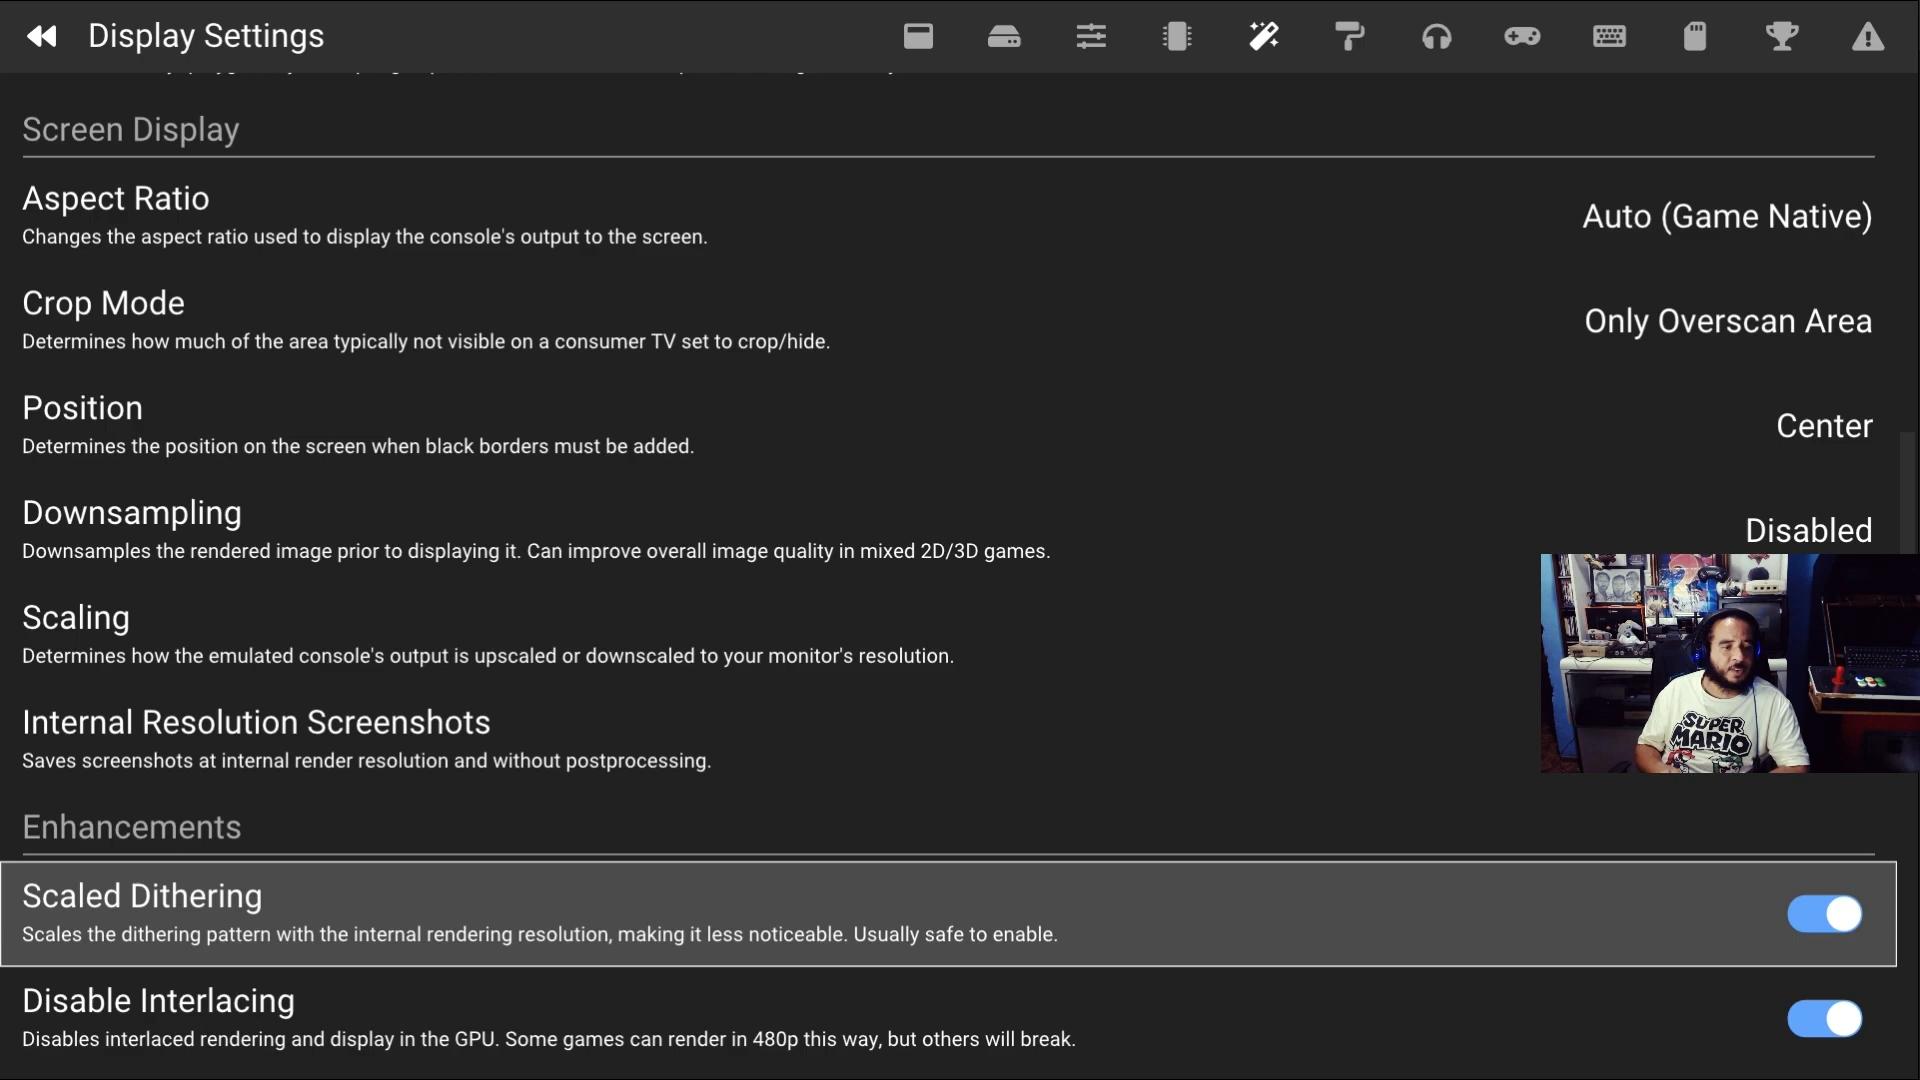 Display Settings
Screen Display
Aspect Ratio
Auto (Game Native)
Changes the aspect ratio used to display the console's output to the screen.
Crop Mode
Only Overscan Area
Determines how much of the area typically not visible on a consumer TV set to crop/hide.
Position
Center
Determines the position on the screen when black borders must be added.
Downsampling
Disabled
Downsamples the rendered image prior to displaying it. Can improve overall image quality in mixed 2D/3D games.
Scaling
Determines how the emulated console's output is upscaled or downscaled to your monitor's resolution.
Internal Resolution Screenshots
Saves screenshots at internal render resolution and without postprocessing.
SUPER
MARIO
Enhancements
Scaled Dithering
Scales the dithering pattern with the internal rendering resolution, making it less noticeable. Usually safe to enable.
Disable Interlacing
Disables interlaced rendering and display in the GPU. Some games can render in 480p this way, but others will break.